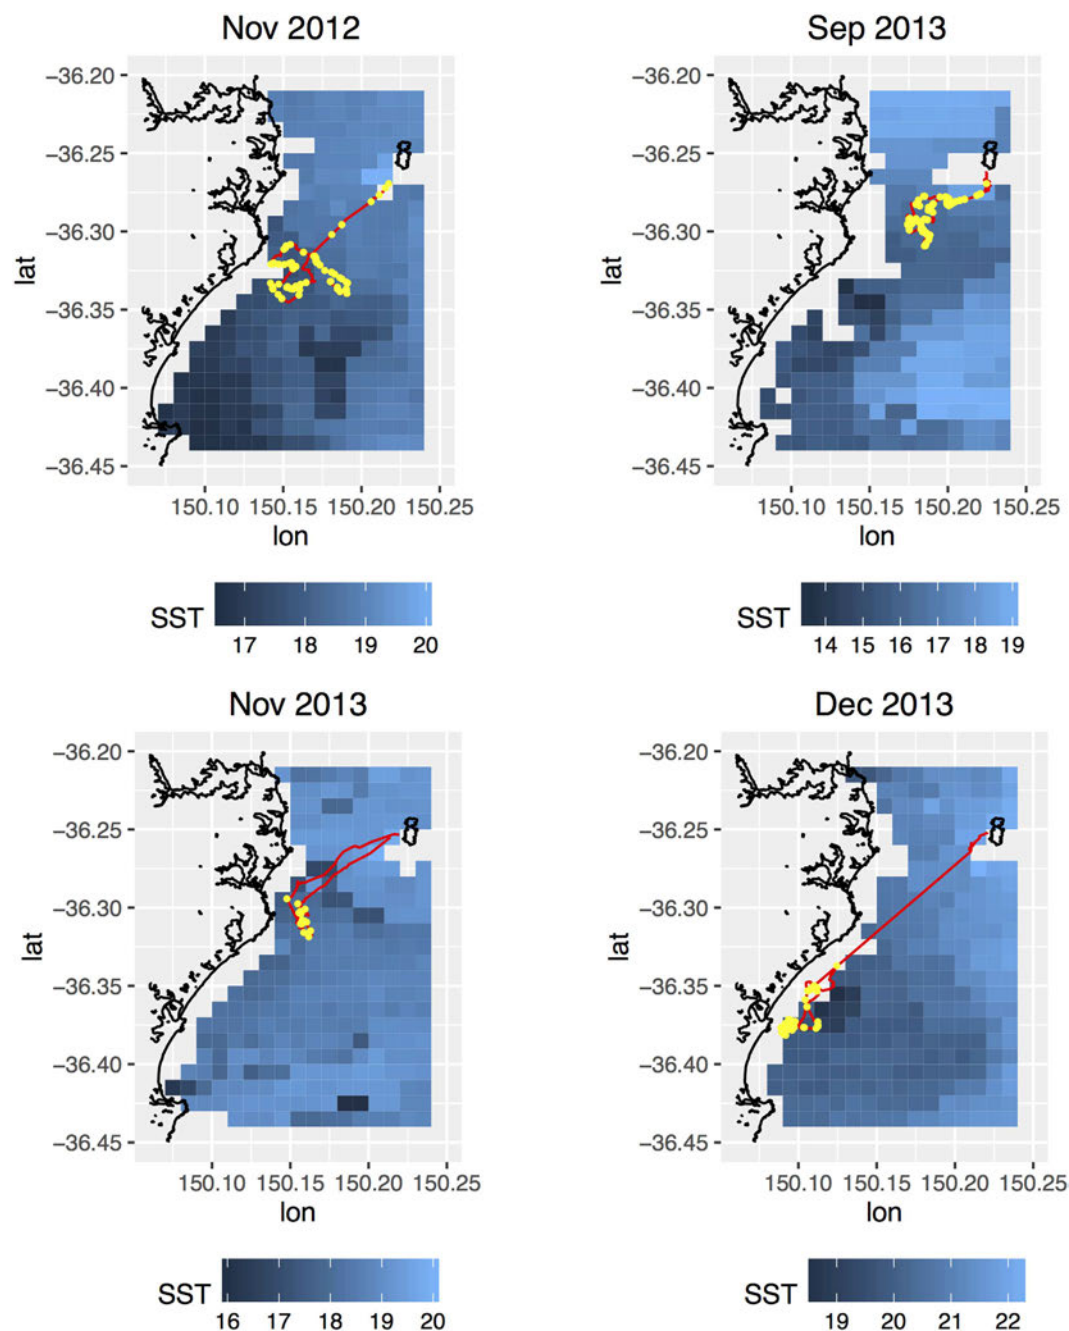 Nov 2012
Sep 2013
−36.20
−36.25
−36.30
−36.35
−36.40
−36.45
lat
150.10 150.15 150.20 150.25
lon
−36.20
−36.25
−36.30
−36.35
−36.40
−36.45
lat
150.10 150.15 150.20 150.25
lon
SST
17 18 19 20
SST
14 15 16 17 18 19
Nov 2013
Dec 2013
−36.20
−36.25
−36.30
−36.35
−36.40
−36.45
lat
150.10 150.15 150.20 150.25
lon
−36.20
−36.25
−36.30
−36.35
−36.40
−36.45
lat
150.10 150.15 150.20 150.25
lon
SST
16 17 18 19 20
SST
19 20 21 22